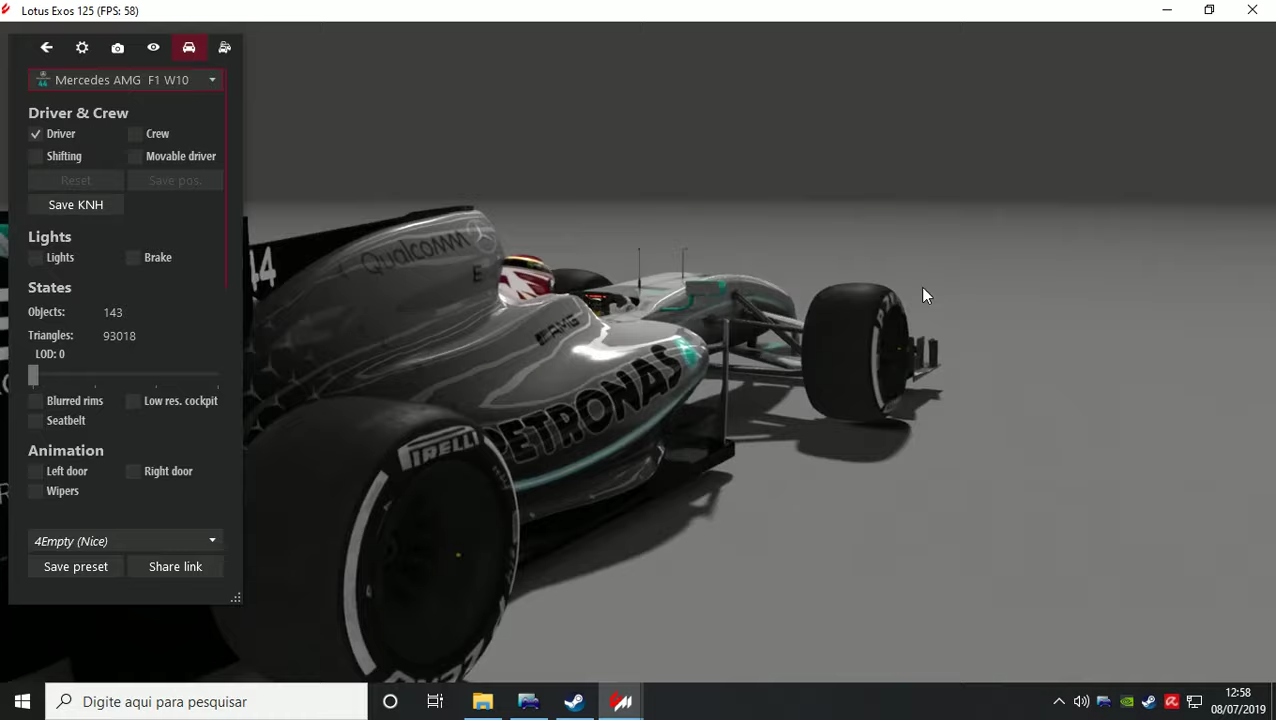 Lotus Exos 125 (FPS: 58)
Mercedes AMG F1 W10
Driver & Crew
Driver Crew
Shifting Movable driver
Reset Save pos.
Save KNH
Lights
Lights Brake
States
Objects: 143
Triangles: 93018
LOD: 0
Blurred rims Low res. cockpit
Seatbelt
Animation
Left door Right door
Wipers
4Empty (Nice)
Save preset Share link
44
Qualcomm
E
AMG
PETRONAS
PIRELLI
Digite aqui para pesquisar
12:58
08/07/2019